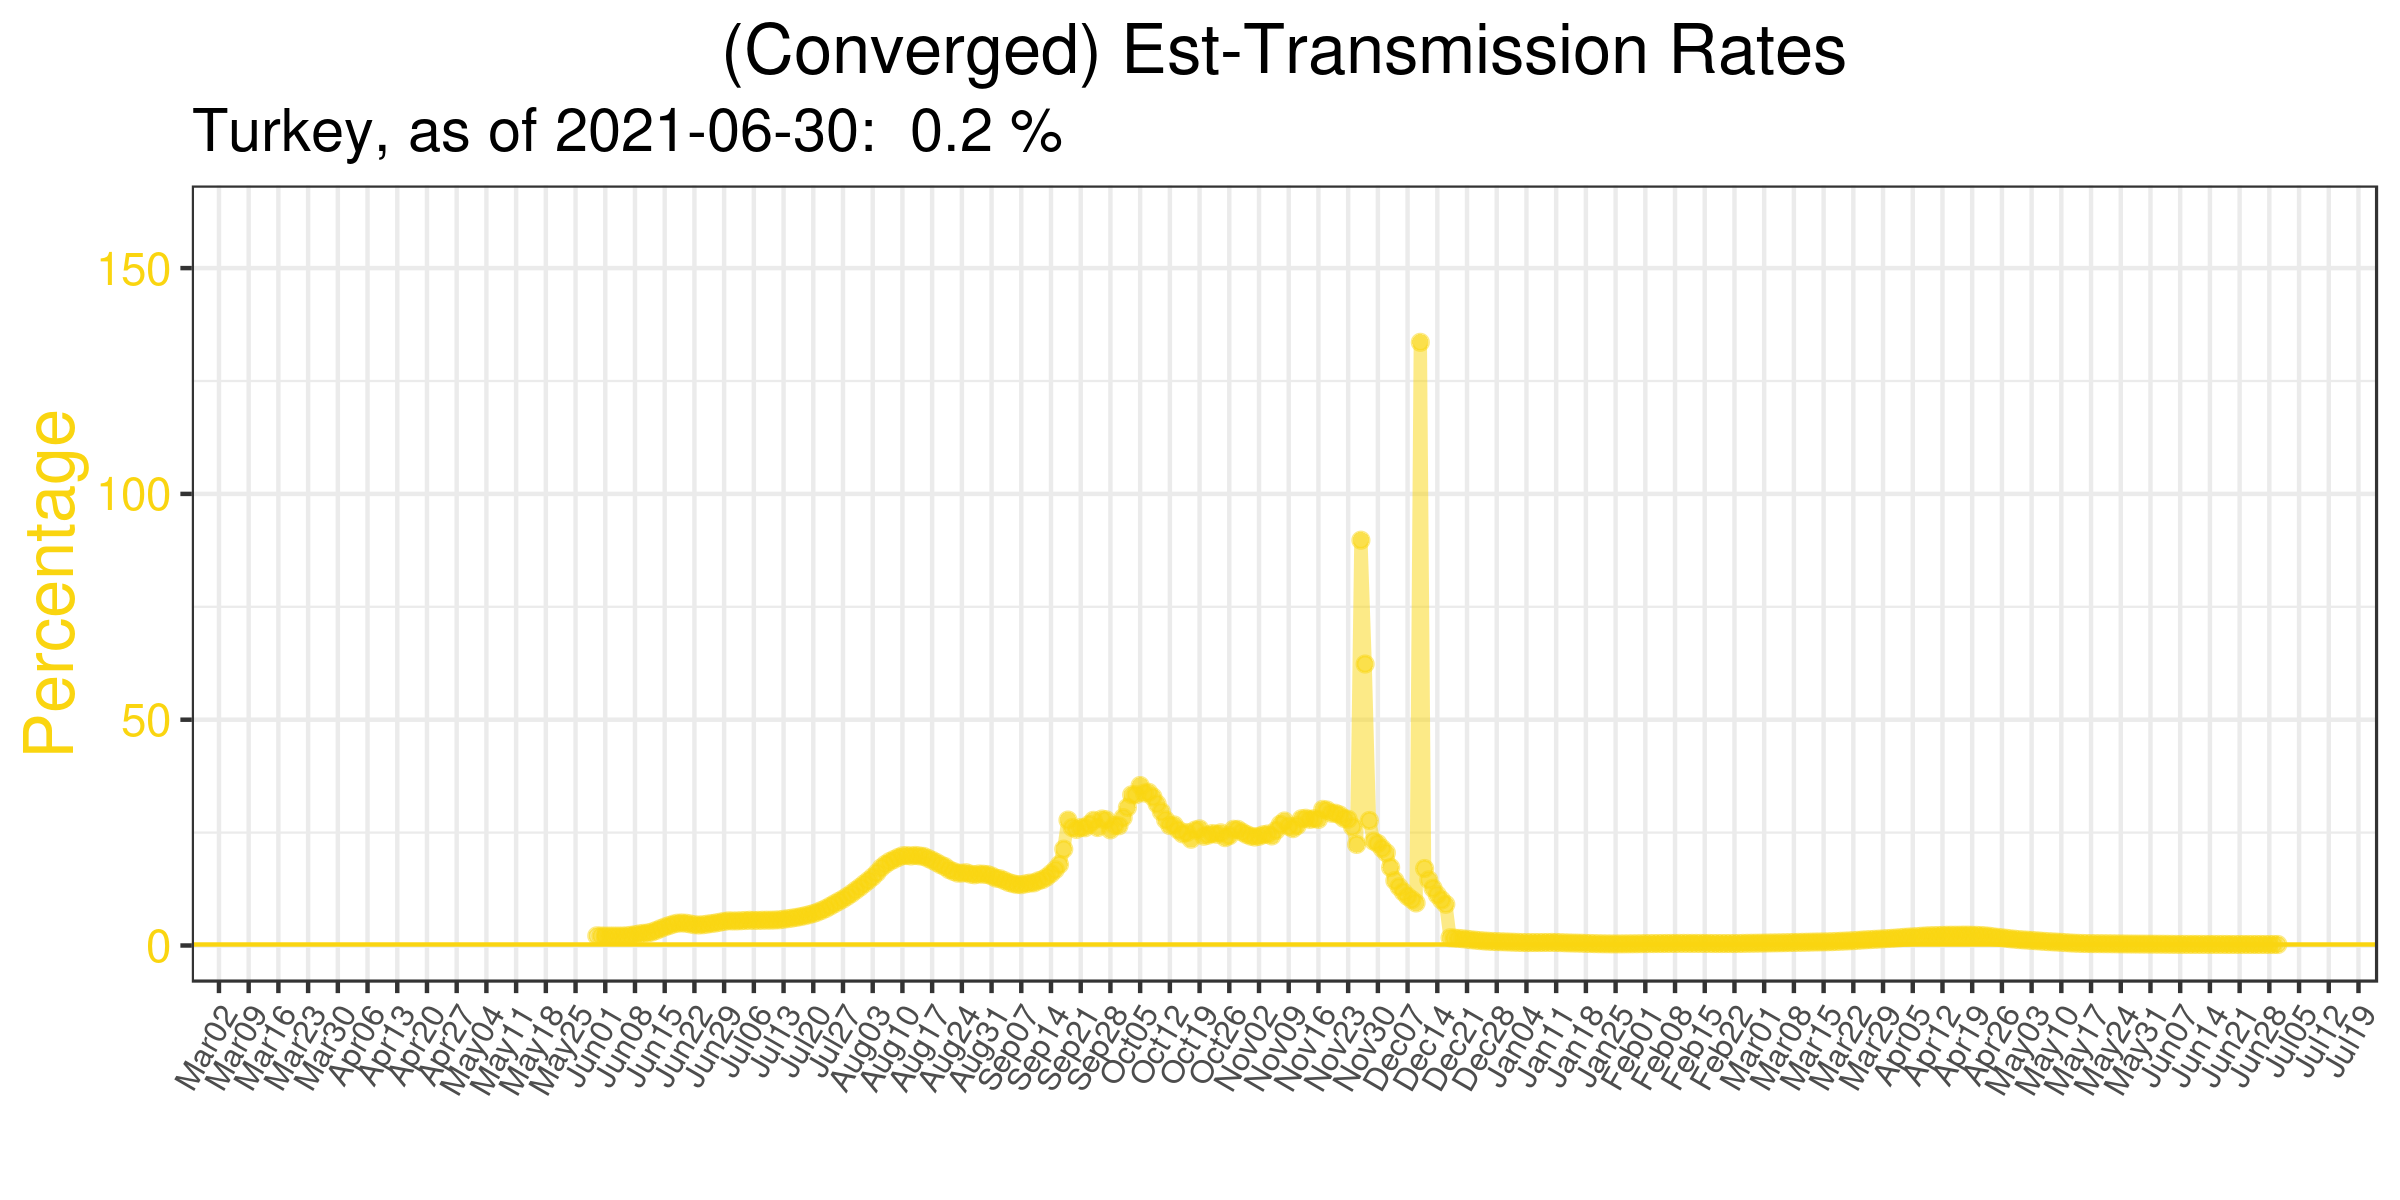 (Converged) Est-Transmission Rates
Turkey, as of 2021-06-30:  0.2 %
Percentage
150
100
50
0
Mar02 Mar09 Mar16 Mar23 Mar30 Apr06 Apr13 Apr20 Apr27 May04 May11 May18 May25 Jun01 Jun08 Jun15 Jun22 Jun29 Jul06 Jul13 Jul20 Jul27 Aug03 Aug10 Aug17 Aug24 Aug31 Sep07 Sep14 Sep21 Sep28 Oct05 Oct12 Oct19 Oct26 Nov02 Nov09 Nov16 Nov23 Nov30 Dec07 Dec14 Dec21 Dec28 Jan04 Jan11 Jan18 Jan25 Feb01 Feb08 Feb15 Feb22 Mar01 Mar08 Mar15 Mar22 Mar29 Apr05 Apr12 Apr19 Apr26 May03 May10 May17 May24 May31 Jun07 Jun14 Jun21 Jun28 Jul05 Jul12 Jul19